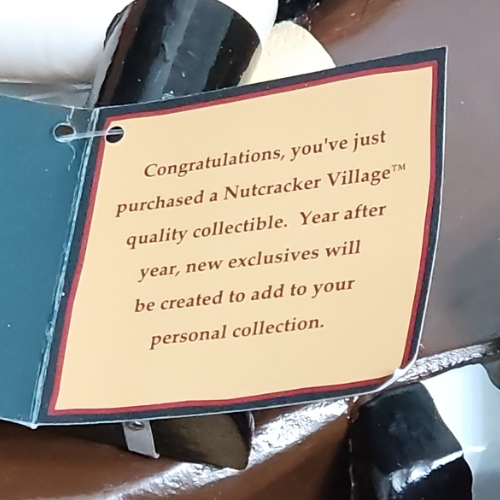 Congratulations, you've just
purchased a Nutcracker Village™
quality collectible. Year after
year, new exclusives will
be created to add to your
personal collection.